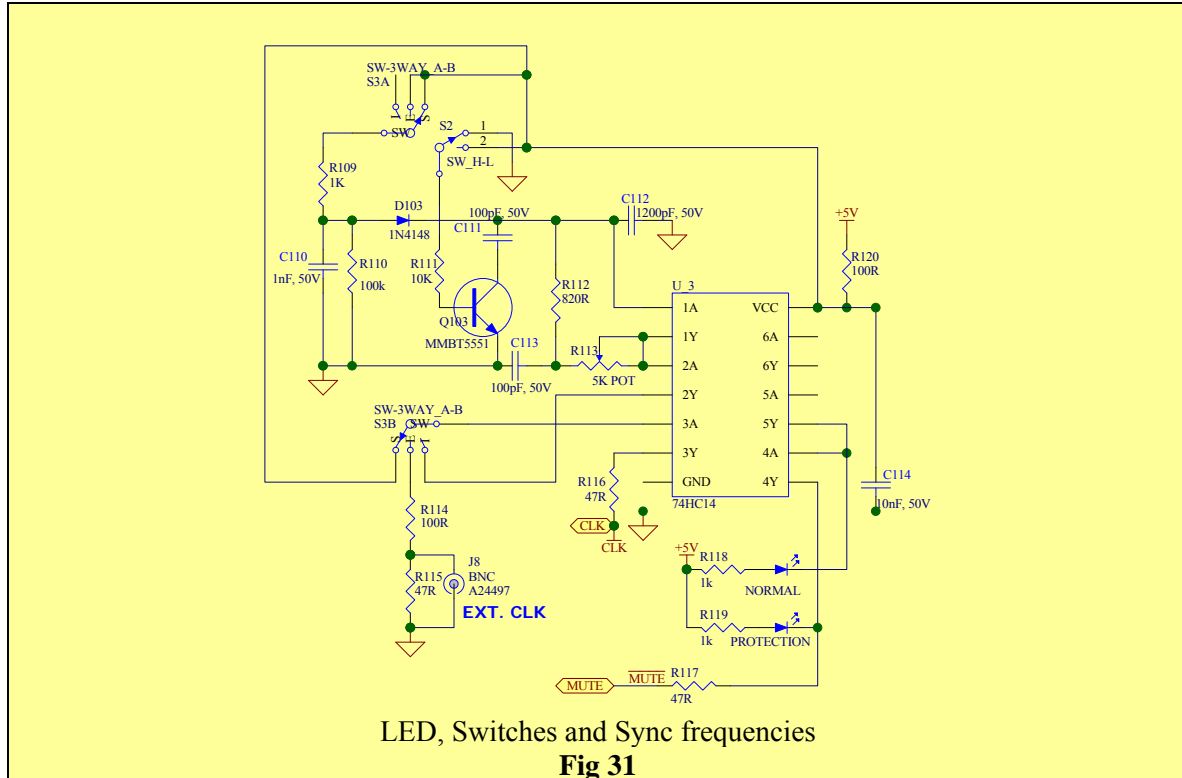 SW-3WAY_A-B
S3A
I
E
S
SW
S2
1
2
SW_H-L
R109
1K
D103
1N4148
100pF, 50V
C111
C112
1200pF, 50V
+5V
R120
100R
C110
1nF, 50V
R110
100k
R111
10K
R112
820R
Q103
MMBT5551
C113
100pF, 50V
R113
5K POT
U_3
1A
1Y
2A
2Y
3A
3Y
GND
VCC
6A
6Y
5A
5Y
4A
4Y
74HC14
SW-3WAY_A-B
S3B
SW
S
E
I
R114
100R
R115
47R
J8
BNC
A24497
EXT. CLK
R116
47R
CLK
CLK
C114
10nF, 50V
+5V
R118
1k
NORMAL
R119
1k
PROTECTION
MUTE
MUTE
R117
47R
LED, Switches and Sync frequencies
Fig 31